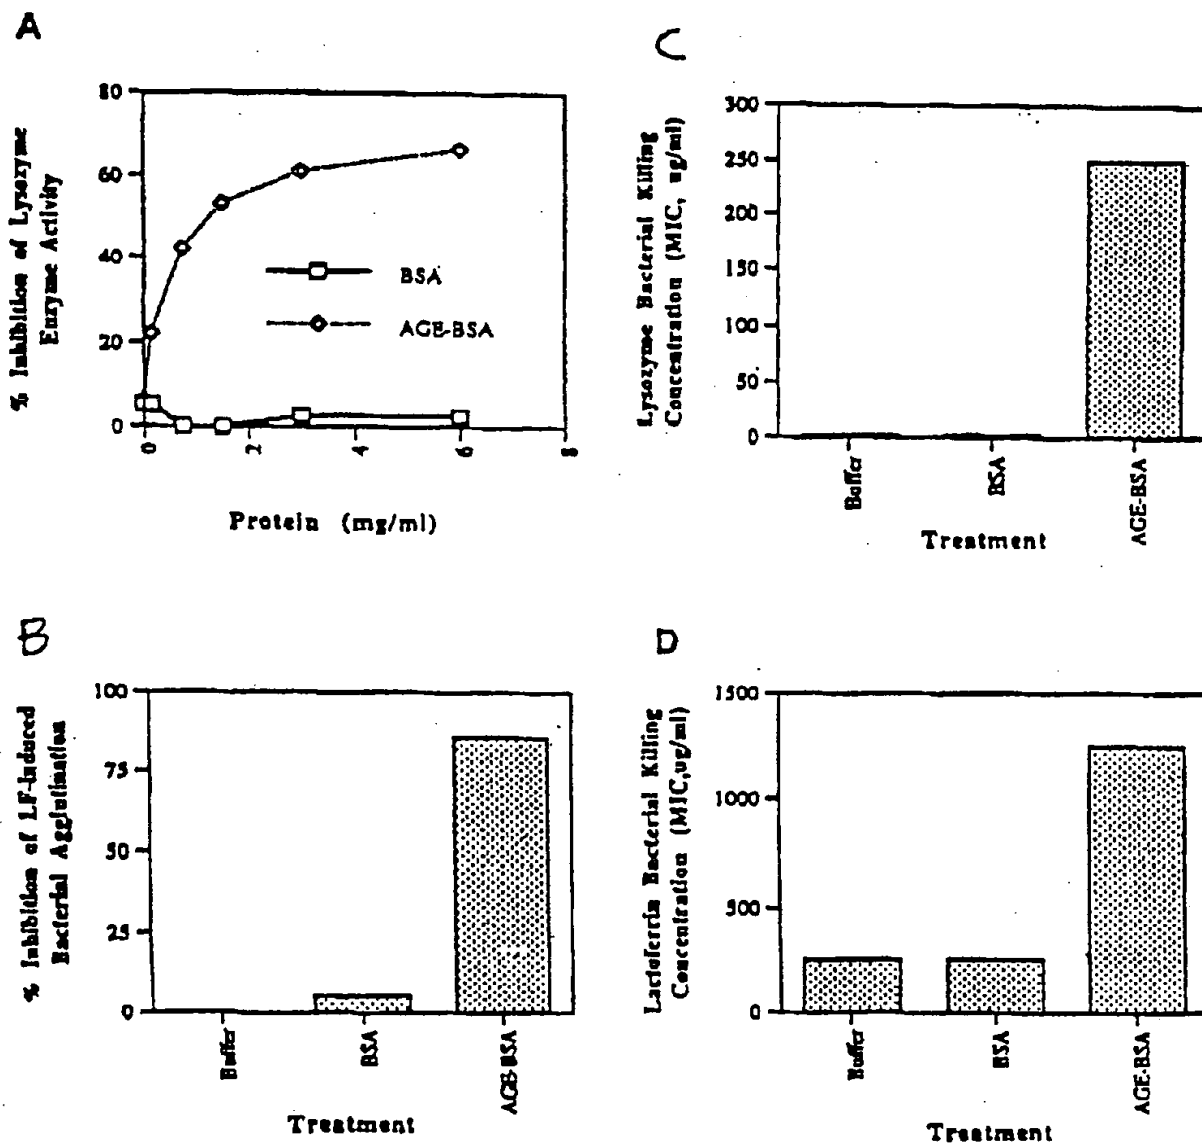 A
% Inhibition of Lysozyme
Enzyme Activity
80
60
40
20
0
BSA
AGE-BSA
0
2
4
6
8
Protein (mg/ml)
C
Lysozyme Bacterial Killing
Concentration (MIC, ug/ml)
300
250
200
150
100
50
0
Buffer
BSA
AGE-BSA
Treatment
B
% Inhibition of LF-Induced
Bacterial Agglutination
100
75
50
25
0
Buffer
BSA
AGE-BSA
Treatment
D
Lactoferrin Bacterial Killing
Concentration (MIC,ug/ml)
1500
1000
500
0
Buffer
BSA
AGE-BSA
Treatment